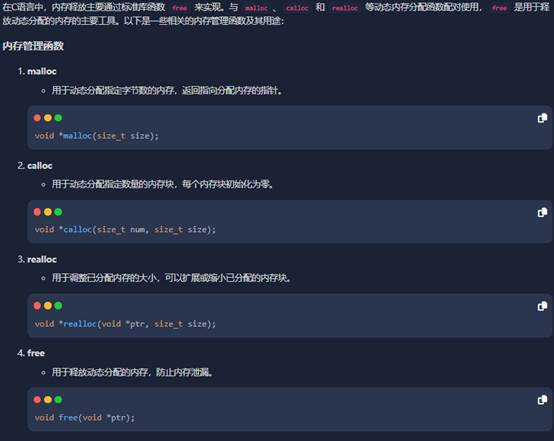 在C语言中，内存释放主要通过标准库函数 free 来实现。与 malloc 、 calloc 和 realloc 等动态内存分配函数配对使用， free 是用于释
放动态分配的内存的主要工具。以下是一些相关的内存管理函数及其用途：
内存管理函数
1. malloc
用于动态分配指定字节数的内存，返回指向分配内存的指针。
void *malloc(size_t size);
2. calloc
用于动态分配指定数量的内存块，每个内存块初始化为零。
void *calloc(size_t num, size_t size);
3. realloc
用于调整已分配内存的大小，可以扩展或缩小已分配的内存块。
void *realloc(void *ptr, size_t size);
4. free
用于释放动态分配的内存，防止内存泄漏。
void free(void *ptr);